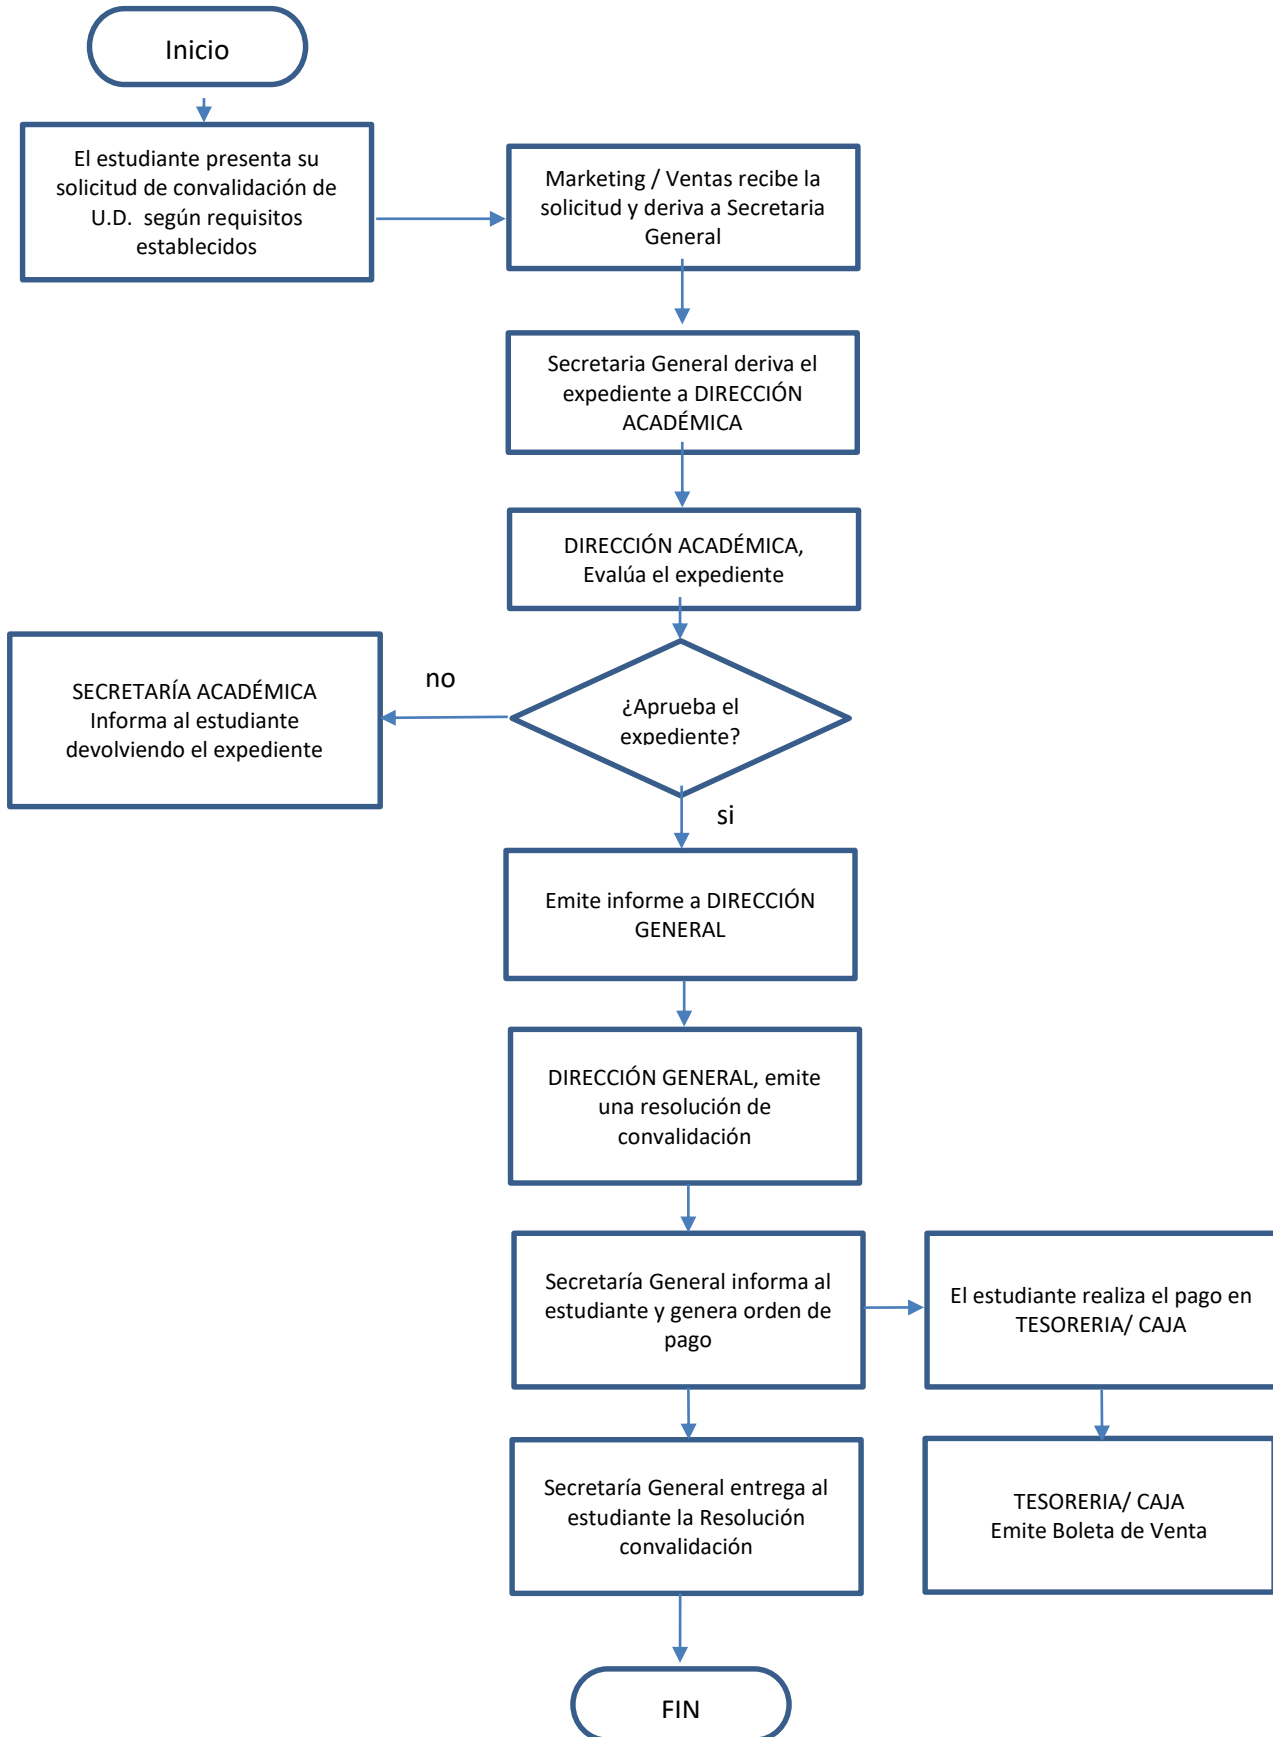 Inicio
El estudiante presenta su
solicitud de convalidación de
U.D. según requisitos
establecidos
Marketing / Ventas recibe la
solicitud y deriva a Secretaria
General
Secretaria General deriva el
expediente a DIRECCIÓN
ACADÉMICA
DIRECCIÓN ACADÉMICA,
Evalúa el expediente
¿Aprueba el
expediente?
no
SECRETARÍA ACADÉMICA
Informa al estudiante
devolviendo el expediente
si
Emite informe a DIRECCIÓN
GENERAL
DIRECCIÓN GENERAL, emite
una resolución de
convalidación
Secretaría General informa al
estudiante y genera orden de
pago
El estudiante realiza el pago en
TESORERIA/ CAJA
Secretaría General entrega al
estudiante la Resolución
convalidación
TESORERIA/ CAJA
Emite Boleta de Venta
FIN